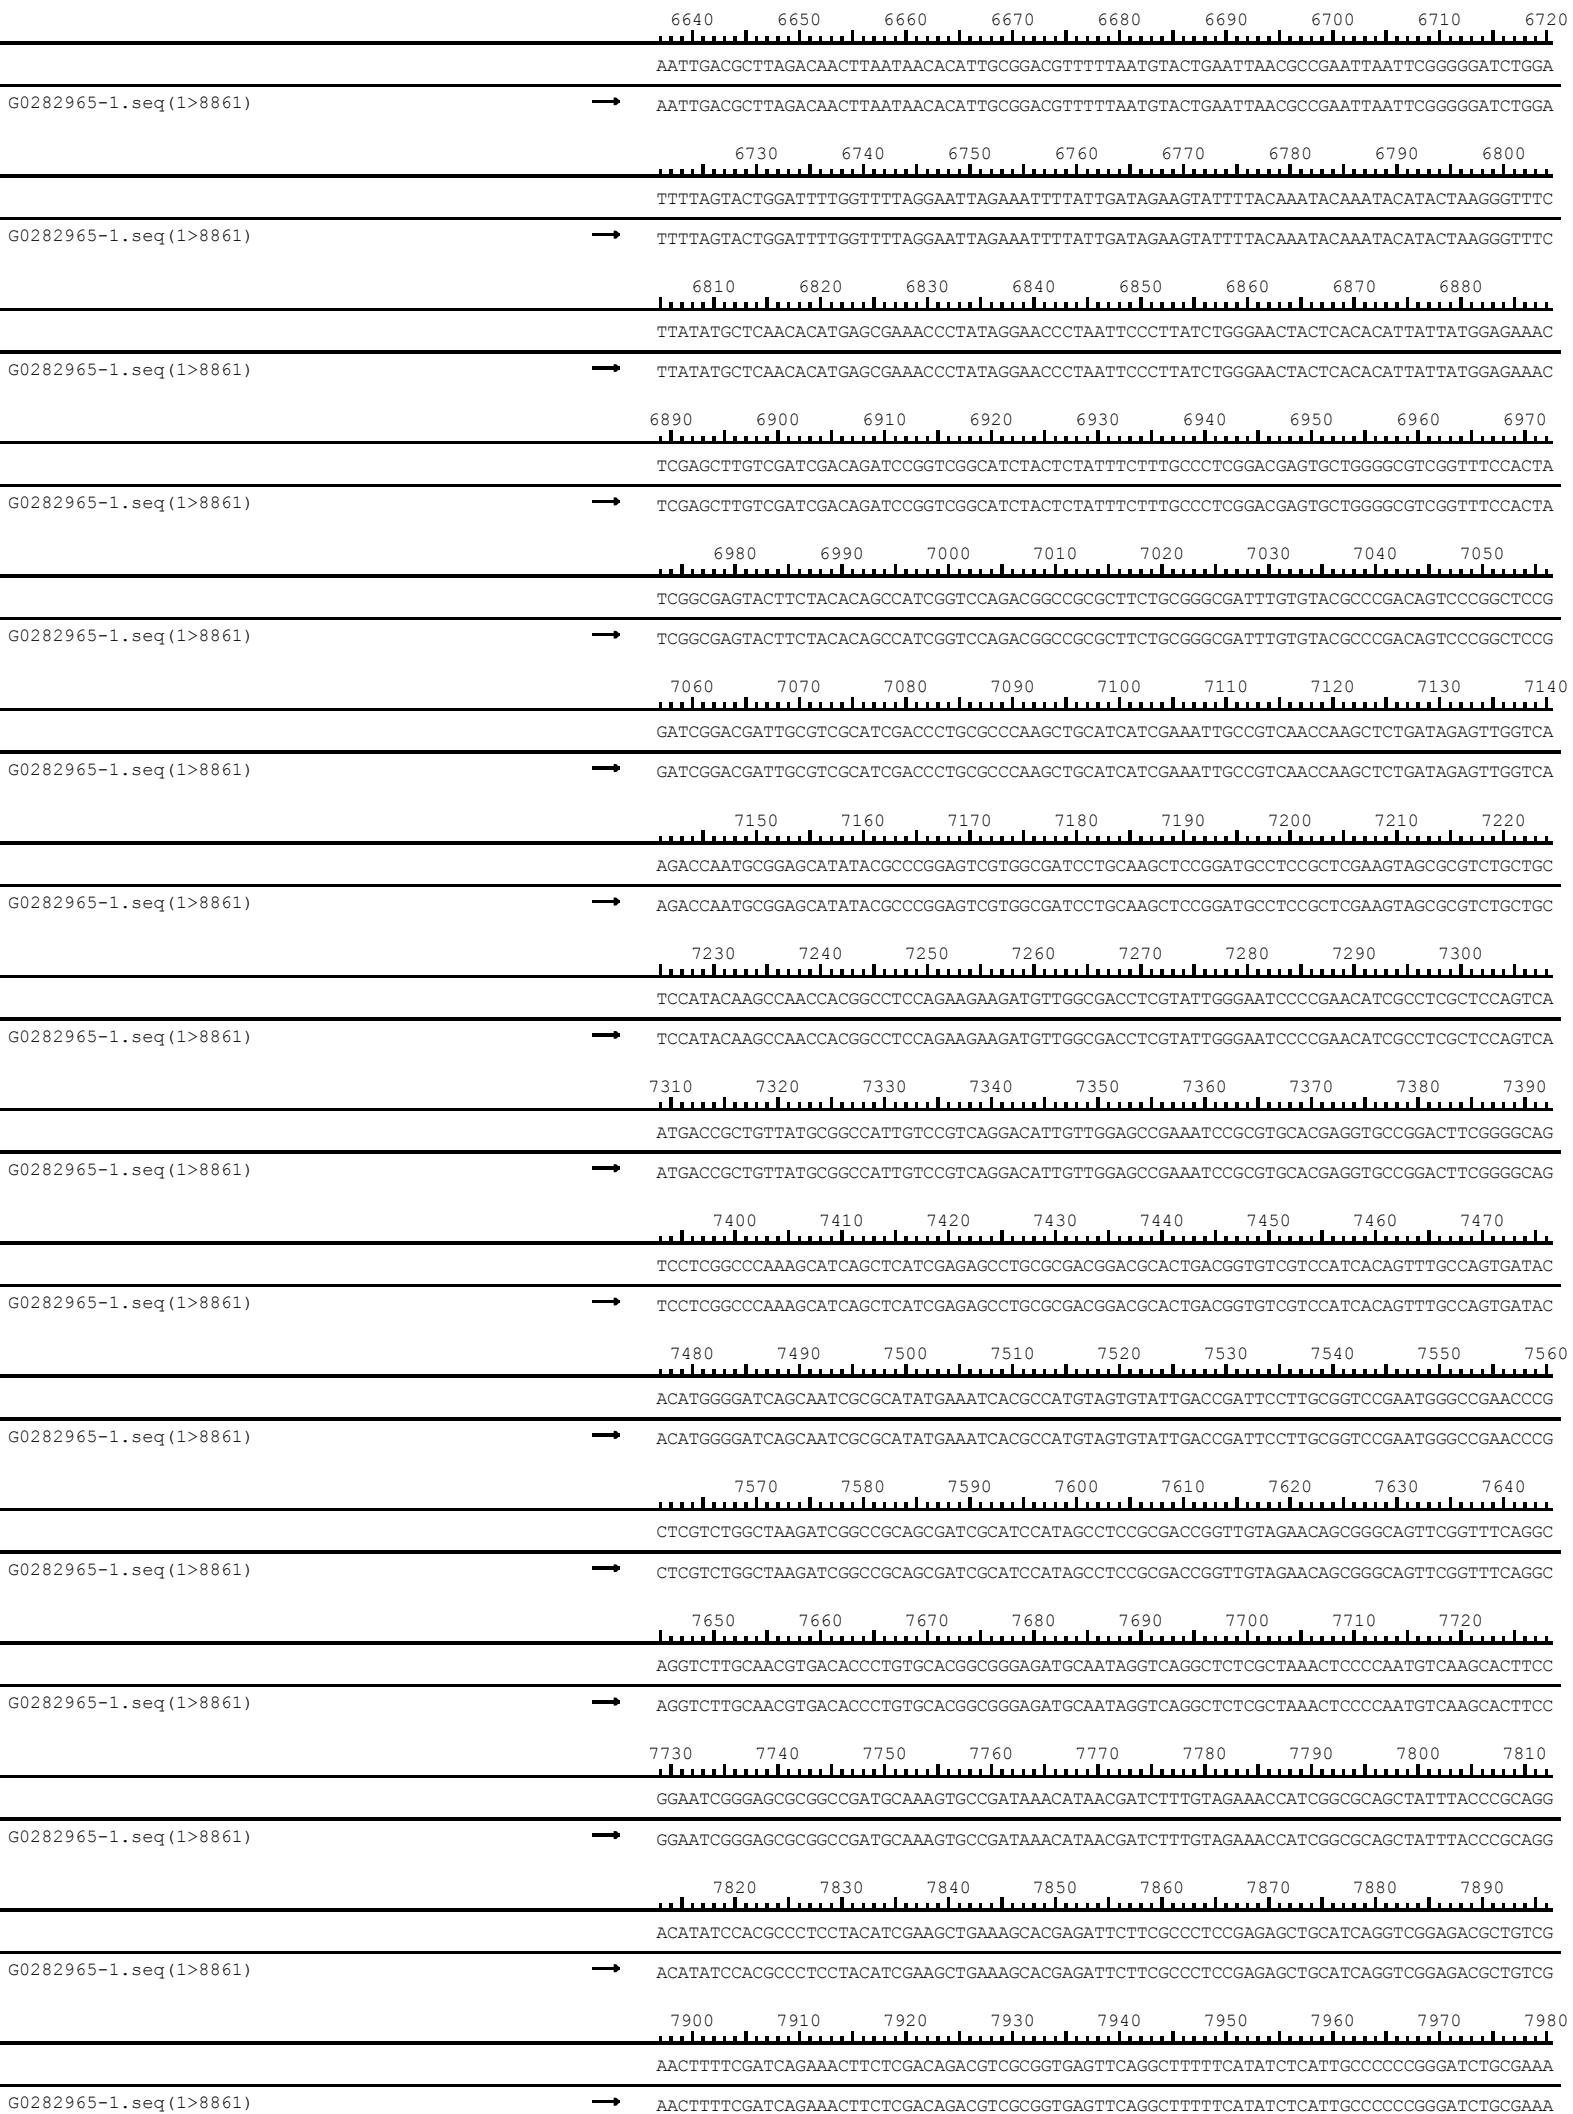 6640 6650 6660 6670 6680 6690 6700 6710 6720
AATTGACGCTTAGACAACTTAATAACACATTGCGGACGTTTTTAATGTACTGAATTAACGCCGAATTAATTCGGGGGATCTGGA
G0282965-1.seq(1>8861) → AATTGACGCTTAGACAACTTAATAACACATTGCGGACGTTTTTAATGTACTGAATTAACGCCGAATTAATTCGGGGGATCTGGA
6730 6740 6750 6760 6770 6780 6790 6800
TTTTAGTACTGGATTTTGGTTTTAGGAATTAGAAATTTTATTGATAGAAGTATTTTACAAATACAAATACATACTAAGGGTTTC
G0282965-1.seq(1>8861) → TTTTAGTACTGGATTTTGGTTTTAGGAATTAGAAATTTTATTGATAGAAGTATTTTACAAATACAAATACATACTAAGGGTTTC
6810 6820 6830 6840 6850 6860 6870 6880
TTATATGCTCAACACATGAGCGAAACCCTATAGGAACCCTAATTCCCTTATCTGGGAACTACTCACACATTATTATGGAGAAAC
G0282965-1.seq(1>8861) → TTATATGCTCAACACATGAGCGAAACCCTATAGGAACCCTAATTCCCTTATCTGGGAACTACTCACACATTATTATGGAGAAAC
6890 6900 6910 6920 6930 6940 6950 6960 6970
TCGAGCTTGTCGATCGACAGATCCGGTCGGCATCTACTCTATTTCTTTGCCCTCGGACGAGTGCTGGGGCGTCGGTTTCCACTA
G0282965-1.seq(1>8861) → TCGAGCTTGTCGATCGACAGATCCGGTCGGCATCTACTCTATTTCTTTGCCCTCGGACGAGTGCTGGGGCGTCGGTTTCCACTA
6980 6990 7000 7010 7020 7030 7040 7050
TCGGCGAGTACTTCTACACAGCCATCGGTCCAGACGGCCGCGCTTCTGCGGGCGATTTGTGTACGCCCGACAGTCCCGGCTCCG
G0282965-1.seq(1>8861) → TCGGCGAGTACTTCTACACAGCCATCGGTCCAGACGGCCGCGCTTCTGCGGGCGATTTGTGTACGCCCGACAGTCCCGGCTCCG
7060 7070 7080 7090 7100 7110 7120 7130 7140
GATCGGACGATTGCGTCGCATCGACCCTGCGCCCAAGCTGCATCATCGAAATTGCCGTCAACCAAGCTCTGATAGAGTTGGTCA
G0282965-1.seq(1>8861) → GATCGGACGATTGCGTCGCATCGACCCTGCGCCCAAGCTGCATCATCGAAATTGCCGTCAACCAAGCTCTGATAGAGTTGGTCA
7150 7160 7170 7180 7190 7200 7210 7220
AGACCAATGCGGAGCATATACGCCCGGAGTCGTGGCGATCCTGCAAGCTCCGGATGCCTCCGCTCGAAGTAGCGCGTCTGCTGC
G0282965-1.seq(1>8861) → AGACCAATGCGGAGCATATACGCCCGGAGTCGTGGCGATCCTGCAAGCTCCGGATGCCTCCGCTCGAAGTAGCGCGTCTGCTGC
7230 7240 7250 7260 7270 7280 7290 7300
TCCATACAAGCCAACCACGGCCTCCAGAAGAAGATGTTGGCGACCTCGTATTGGGAATCCCCGAACATCGCCTCGCTCCAGTCA
G0282965-1.seq(1>8861) → TCCATACAAGCCAACCACGGCCTCCAGAAGAAGATGTTGGCGACCTCGTATTGGGAATCCCCGAACATCGCCTCGCTCCAGTCA
7310 7320 7330 7340 7350 7360 7370 7380 7390
ATGACCGCTGTTATGCGGCCATTGTCCGTCAGGACATTGTTGGAGCCGAAATCCGCGTGCACGAGGTGCCGGACTTCGGGGCAG
G0282965-1.seq(1>8861) → ATGACCGCTGTTATGCGGCCATTGTCCGTCAGGACATTGTTGGAGCCGAAATCCGCGTGCACGAGGTGCCGGACTTCGGGGCAG
7400 7410 7420 7430 7440 7450 7460 7470
TCCTCGGCCCAAAGCATCAGCTCATCGAGAGCCTGCGCGACGGACGCACTGACGGTGTCGTCCATCACAGTTTGCCAGTGATAC
G0282965-1.seq(1>8861) → TCCTCGGCCCAAAGCATCAGCTCATCGAGAGCCTGCGCGACGGACGCACTGACGGTGTCGTCCATCACAGTTTGCCAGTGATAC
7480 7490 7500 7510 7520 7530 7540 7550 7560
ACATGGGGATCAGCAATCGCGCATATGAAATCACGCCATGTAGTGTATTGACCGATTCCTTGCGGTCCGAATGGGCCGAACCCG
G0282965-1.seq(1>8861) → ACATGGGGATCAGCAATCGCGCATATGAAATCACGCCATGTAGTGTATTGACCGATTCCTTGCGGTCCGAATGGGCCGAACCCG
7570 7580 7590 7600 7610 7620 7630 7640
CTCGTCTGGCTAAGATCGGCCGCAGCGATCGCATCCATAGCCTCCGCGACCGGTTGTAGAACAGCGGGCAGTTCGGTTTCAGGC
G0282965-1.seq(1>8861) → CTCGTCTGGCTAAGATCGGCCGCAGCGATCGCATCCATAGCCTCCGCGACCGGTTGTAGAACAGCGGGCAGTTCGGTTTCAGGC
7650 7660 7670 7680 7690 7700 7710 7720
AGGTCTTGCAACGTGACACCCTGTGCACGGCGGGAGATGCAATAGGTCAGGCTCTCGCTAAACTCCCCAATGTCAAGCACTTCC
G0282965-1.seq(1>8861) → AGGTCTTGCAACGTGACACCCTGTGCACGGCGGGAGATGCAATAGGTCAGGCTCTCGCTAAACTCCCCAATGTCAAGCACTTCC
7730 7740 7750 7760 7770 7780 7790 7800 7810
GGAATCGGGAGCGCGGCCGATGCAAAGTGCCGATAAACATAACGATCTTTGTAGAAACCATCGGCGCAGCTATTTACCCGCAGG
G0282965-1.seq(1>8861) → GGAATCGGGAGCGCGGCCGATGCAAAGTGCCGATAAACATAACGATCTTTGTAGAAACCATCGGCGCAGCTATTTACCCGCAGG
7820 7830 7840 7850 7860 7870 7880 7890
ACATATCCACGCCCTCCTACATCGAAGCTGAAAGCACGAGATTCTTCGCCCTCCGAGAGCTGCATCAGGTCGGAGACGCTGTCG
G0282965-1.seq(1>8861) → ACATATCCACGCCCTCCTACATCGAAGCTGAAAGCACGAGATTCTTCGCCCTCCGAGAGCTGCATCAGGTCGGAGACGCTGTCG
7900 7910 7920 7930 7940 7950 7960 7970 7980
AACTTTTCGATCAGAAACTTCTCGACAGACGTCGCGGTGAGTTCAGGCTTTTTCATATCTCATTGCCCCCCGGGATCTGCGAAA
G0282965-1.seq(1>8861) → AACTTTTCGATCAGAAACTTCTCGACAGACGTCGCGGTGAGTTCAGGCTTTTTCATATCTCATTGCCCCCCGGGATCTGCGAAA